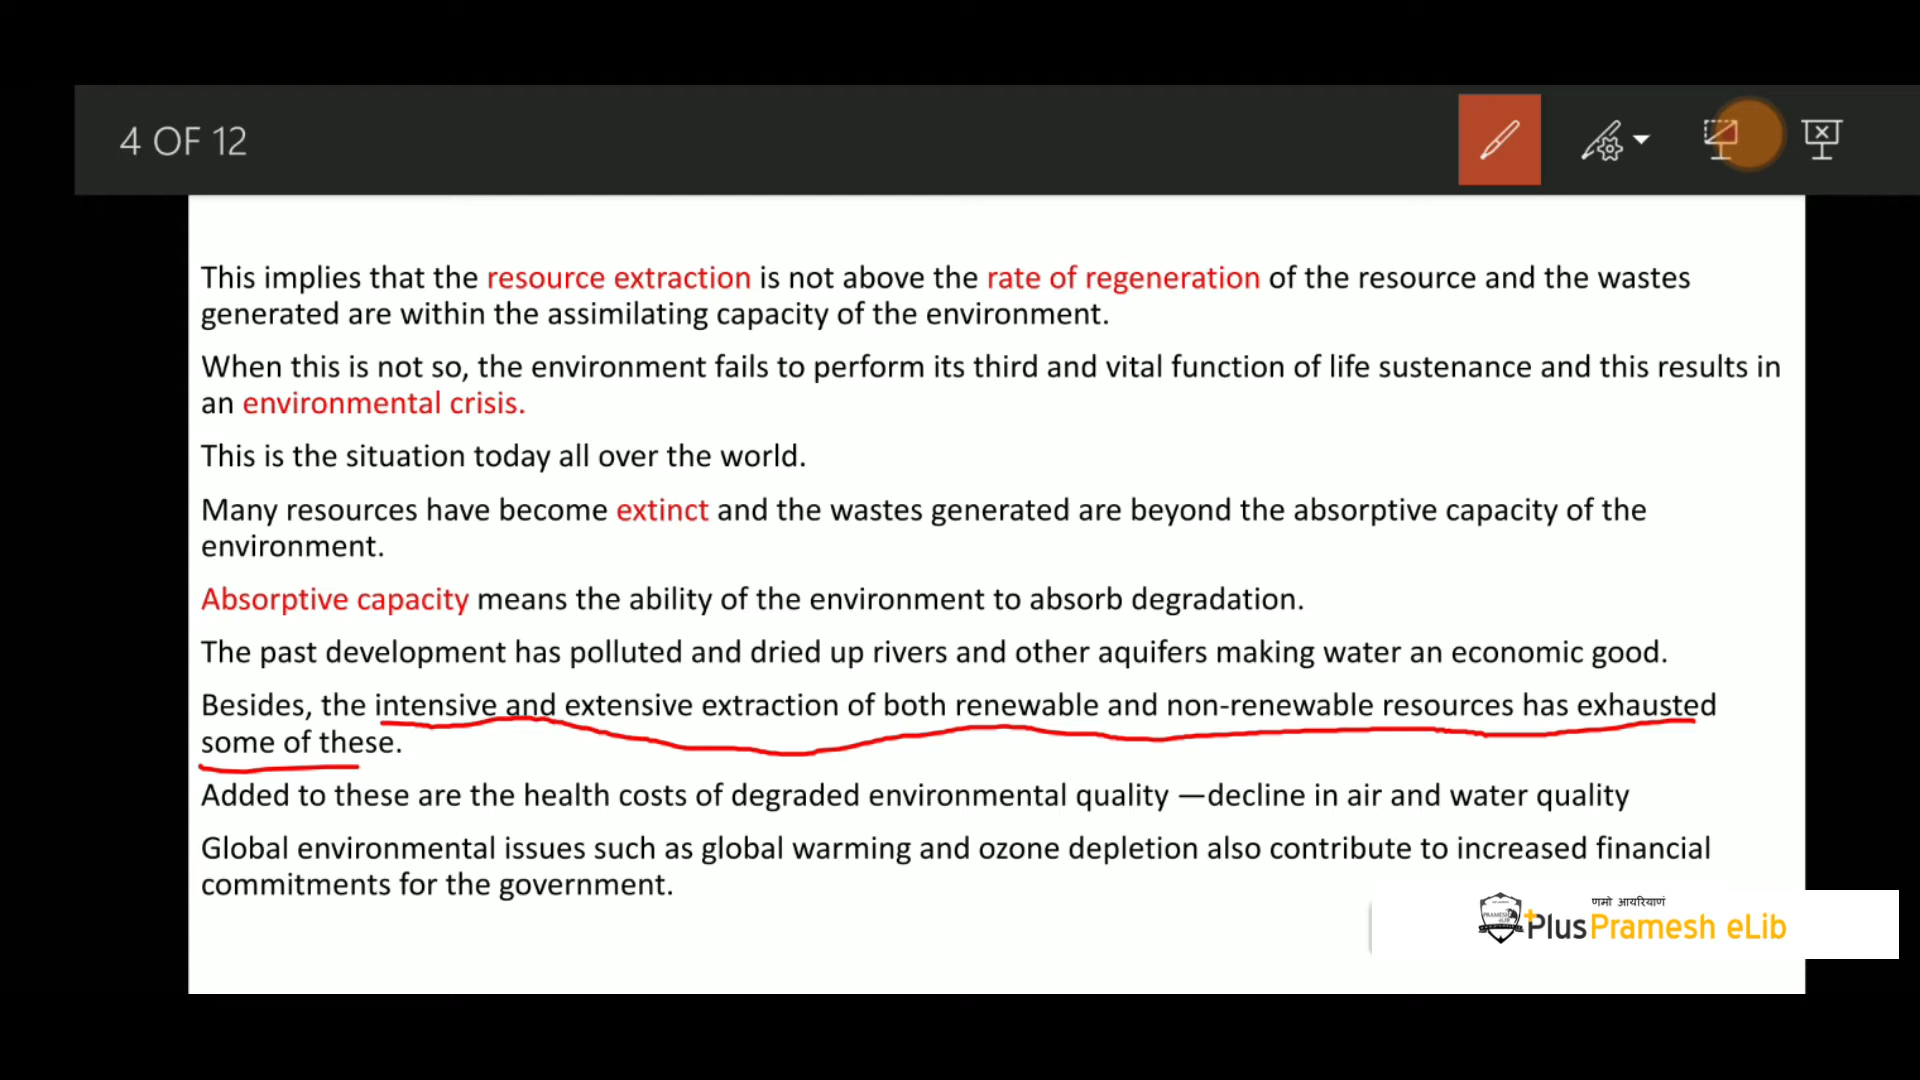 4 OF 12
This implies that the resource extraction is not above the rate of regeneration of the resource and the wastes
generated are within the assimilating capacity of the environment.
When this is not so, the environment fails to perform its third and vital function of life sustenance and this results in
an environmental crisis.
This is the situation today all over the world.
Many resources have become extinct and the wastes generated are beyond the absorptive capacity of the
environment.
Absorptive capacity means the ability of the environment to absorb degradation.
The past development has polluted and dried up rivers and other aquifers making water an economic good.
Besides, the intensive and extensive extraction of both renewable and non-renewable resources has exhausted
some of these.
Added to these are the health costs of degraded environmental quality —decline in air and water quality
Global environmental issues such as global warming and ozone depletion also contribute to increased financial
commitments for the government.
णमो आयरियाणं
PlusPramesh eLib